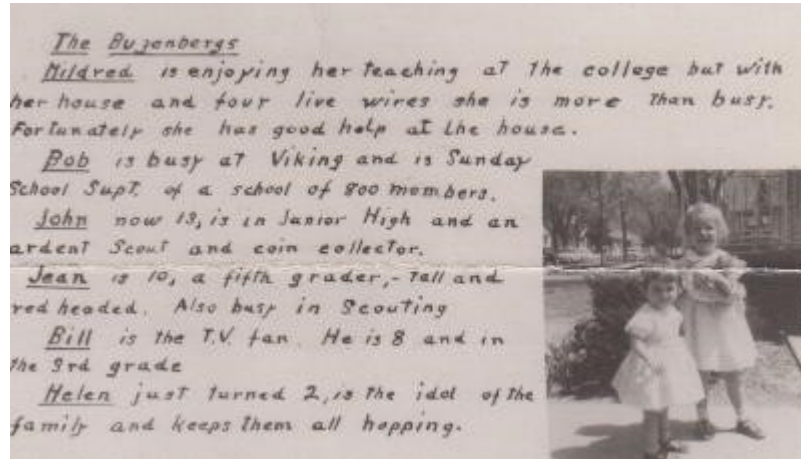 The Buzenbergs
Mildred is enjoying her teaching at the college but with
her house and four live wires she is more than busy.
Fortunately she has good help at the house.
Bob is busy at Viking and is Sunday
School Supt. of a school of 800 members.
John now 13, is in Junior High and an
ardent Scout and coin collector.
Jean is 10, a fifth grader, - Tall and
red headed. Also busy in Scouting
Bill is the T.V. fan. He is 8 and in
the 3rd grade
Helen just turned 2, is the idol of the
family and keeps them all hopping.